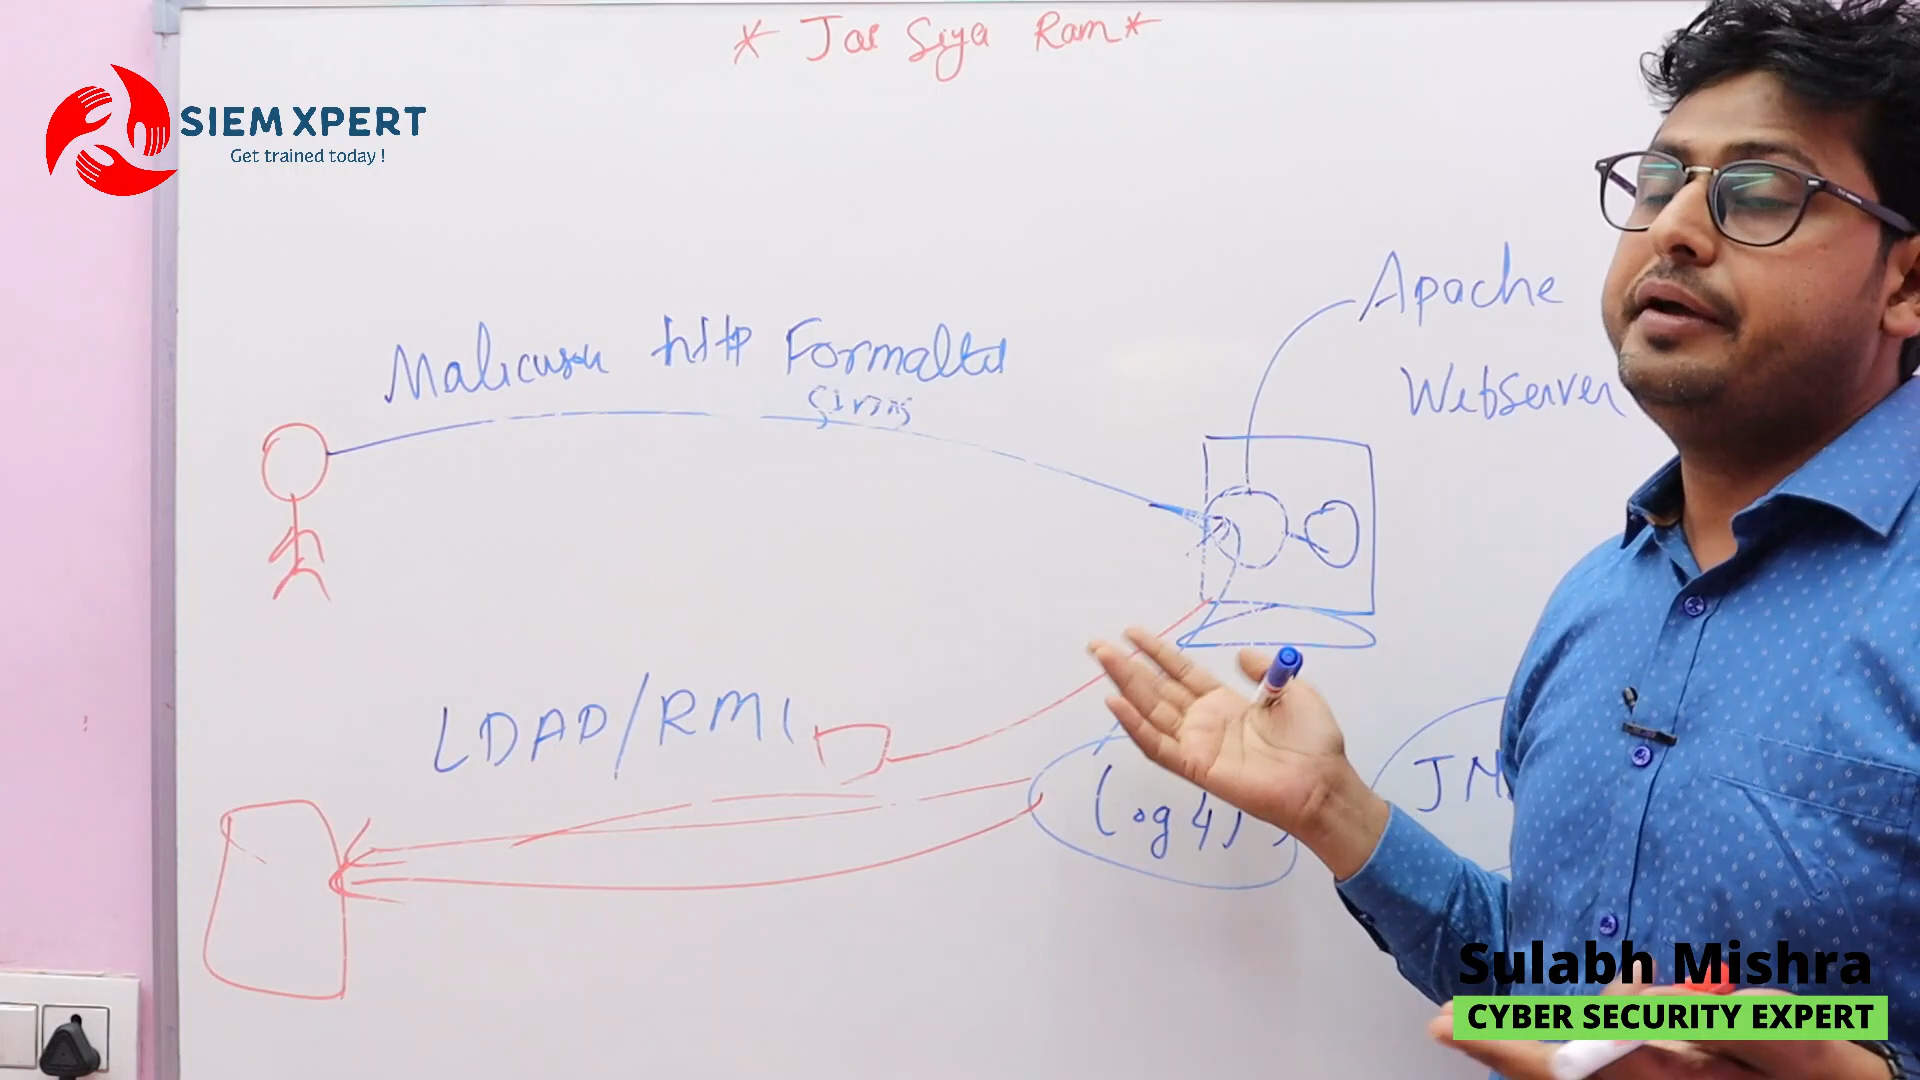 * Jai Siya Ram *
SIEM XPERT
Get trained today !
Apache
Webserver
http Formatted
LDAP/RMI
Log4J
Sulabh Mishra
CYBER SECURITY EXPERT